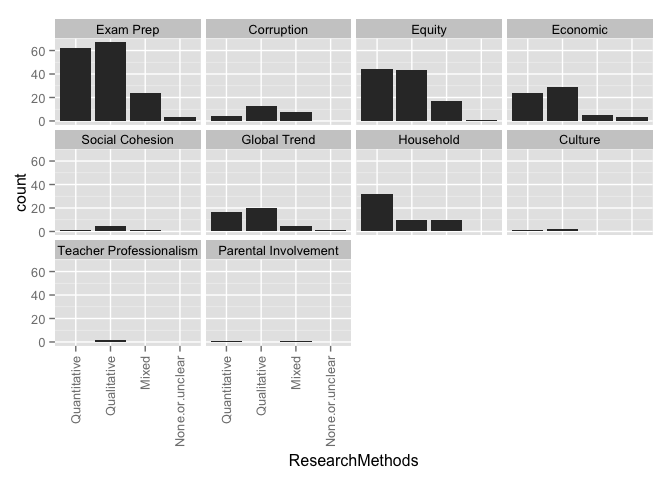 Exam Prep Corruption Equity Economic
60
40
20
0
Social Cohesion Global Trend Household Culture
60
40
20
0
count
Teacher Professionalism Parental Involvement
60
40
20
0
Quantitative Qualitative Mixed None.or.unclear Quantitative Qualitative Mixed None.or.unclear
ResearchMethods